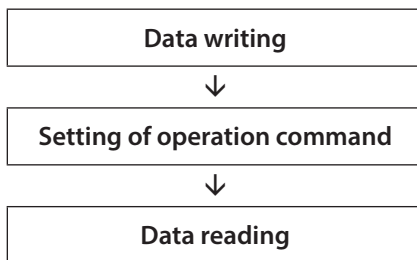 Data writing
↓
Setting of operation command
↓
Data reading